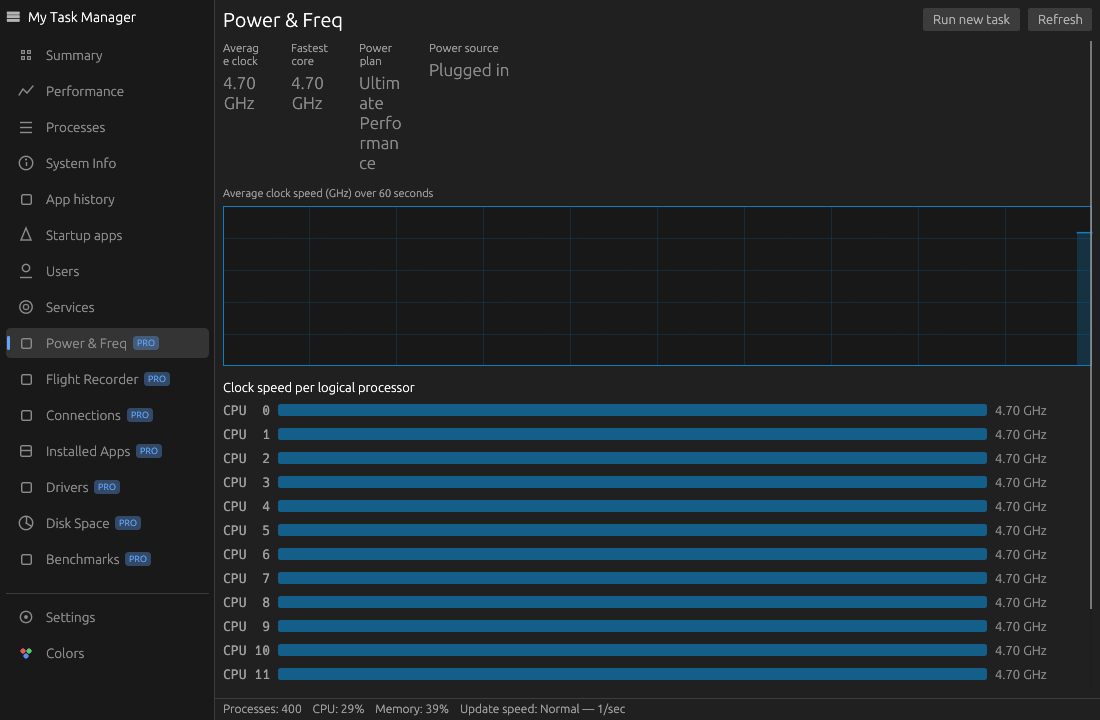 My Task Manager
Summary
Performance
Processes
System Info
App history
Startup apps
Users
Services
Power & Freq PRO
Flight Recorder PRO
Connections PRO
Installed Apps PRO
Drivers PRO
Disk Space PRO
Benchmarks PRO
Settings
Colors
Power & Freq
Run new task
Refresh
Averag
e clock
4.70
GHz
Fastest
core
4.70
GHz
Power
plan
Ultim
ate
Perfo
rman
ce
Power source
Plugged in
Average clock speed (GHz) over 60 seconds
Clock speed per logical processor
CPU 0 4.70 GHz
CPU 1 4.70 GHz
CPU 2 4.70 GHz
CPU 3 4.70 GHz
CPU 4 4.70 GHz
CPU 5 4.70 GHz
CPU 6 4.70 GHz
CPU 7 4.70 GHz
CPU 8 4.70 GHz
CPU 9 4.70 GHz
CPU 10 4.70 GHz
CPU 11 4.70 GHz
Processes: 400 CPU: 29% Memory: 39% Update speed: Normal — 1/sec